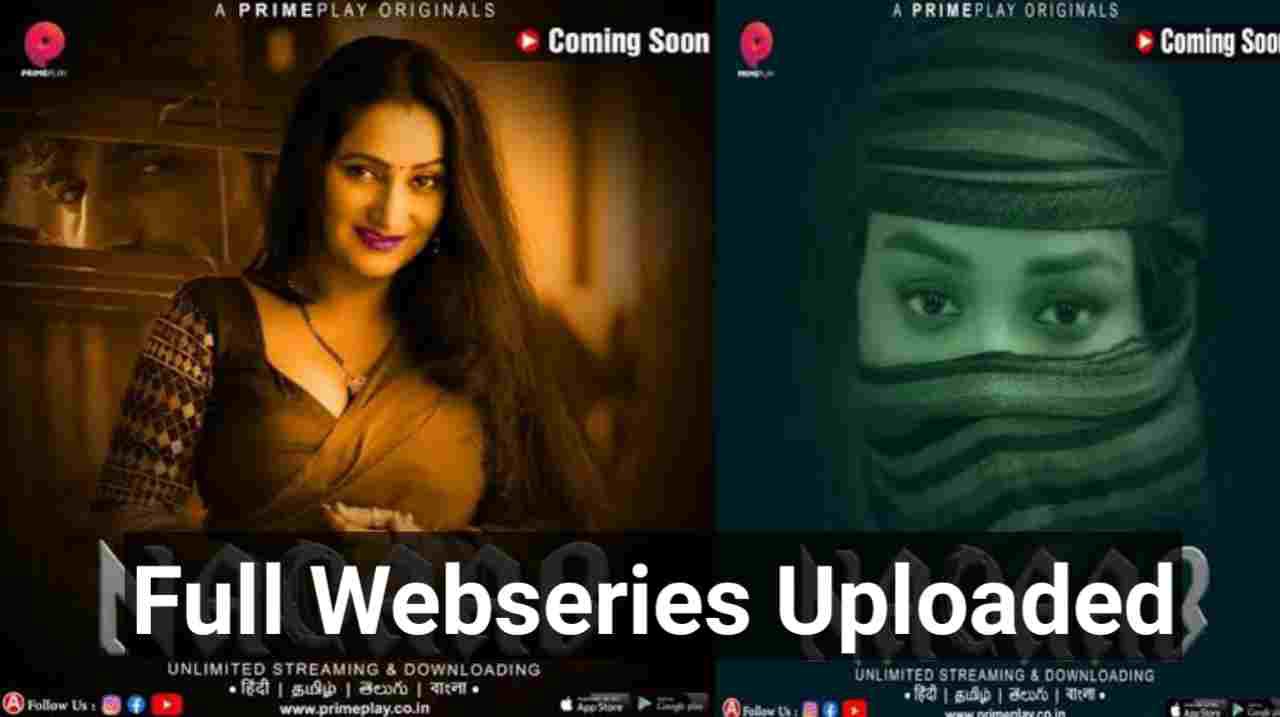 A PRIMEPLAY ORIGINALS
PRIMEPLAY
Coming Soon
A PRIMEPLAY ORIGINALS
PRIMEPLAY
Coming Soo
Full Webseries Uploaded
UNLIMITED STREAMING & DOWNLOADING
• हिंदी | தமிழ் | తెలుగు | বাংলা •
Follow Us :
www.primeplay.co.in
App Store
Google play
UNLIMITED STREAMING & DOWNLOADING
• हिंदी | தமிழ் | తెలుగు | বাংলা •
Follow Us :
www.primeplay.co.in
App Store